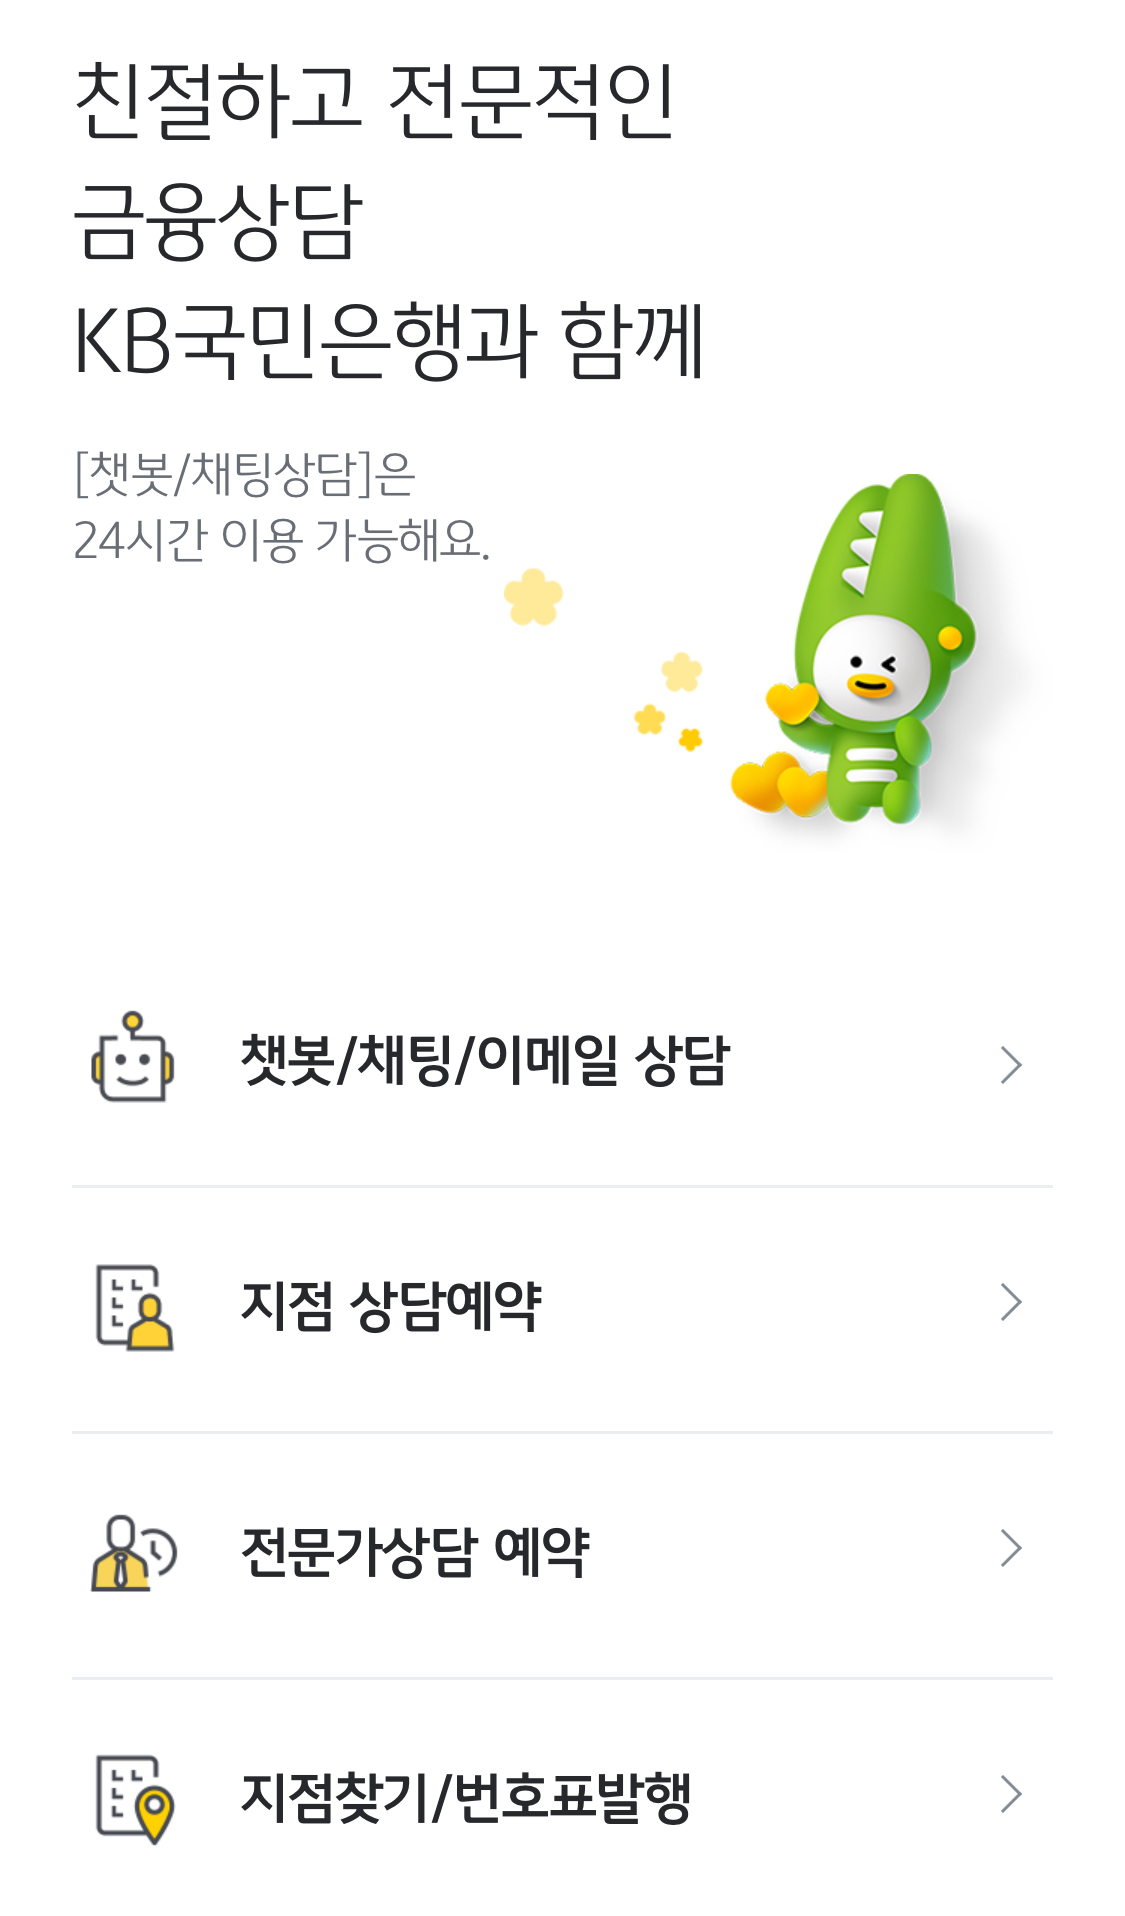 친절하고 전문적인
금융상담
KB국민은행과 함께
[챗봇/채팅상담]은
24시간 이용 가능해요.
챗봇/채팅/이메일 상담
지점 상담예약
전문가상담 예약
지점찾기/번호표발행